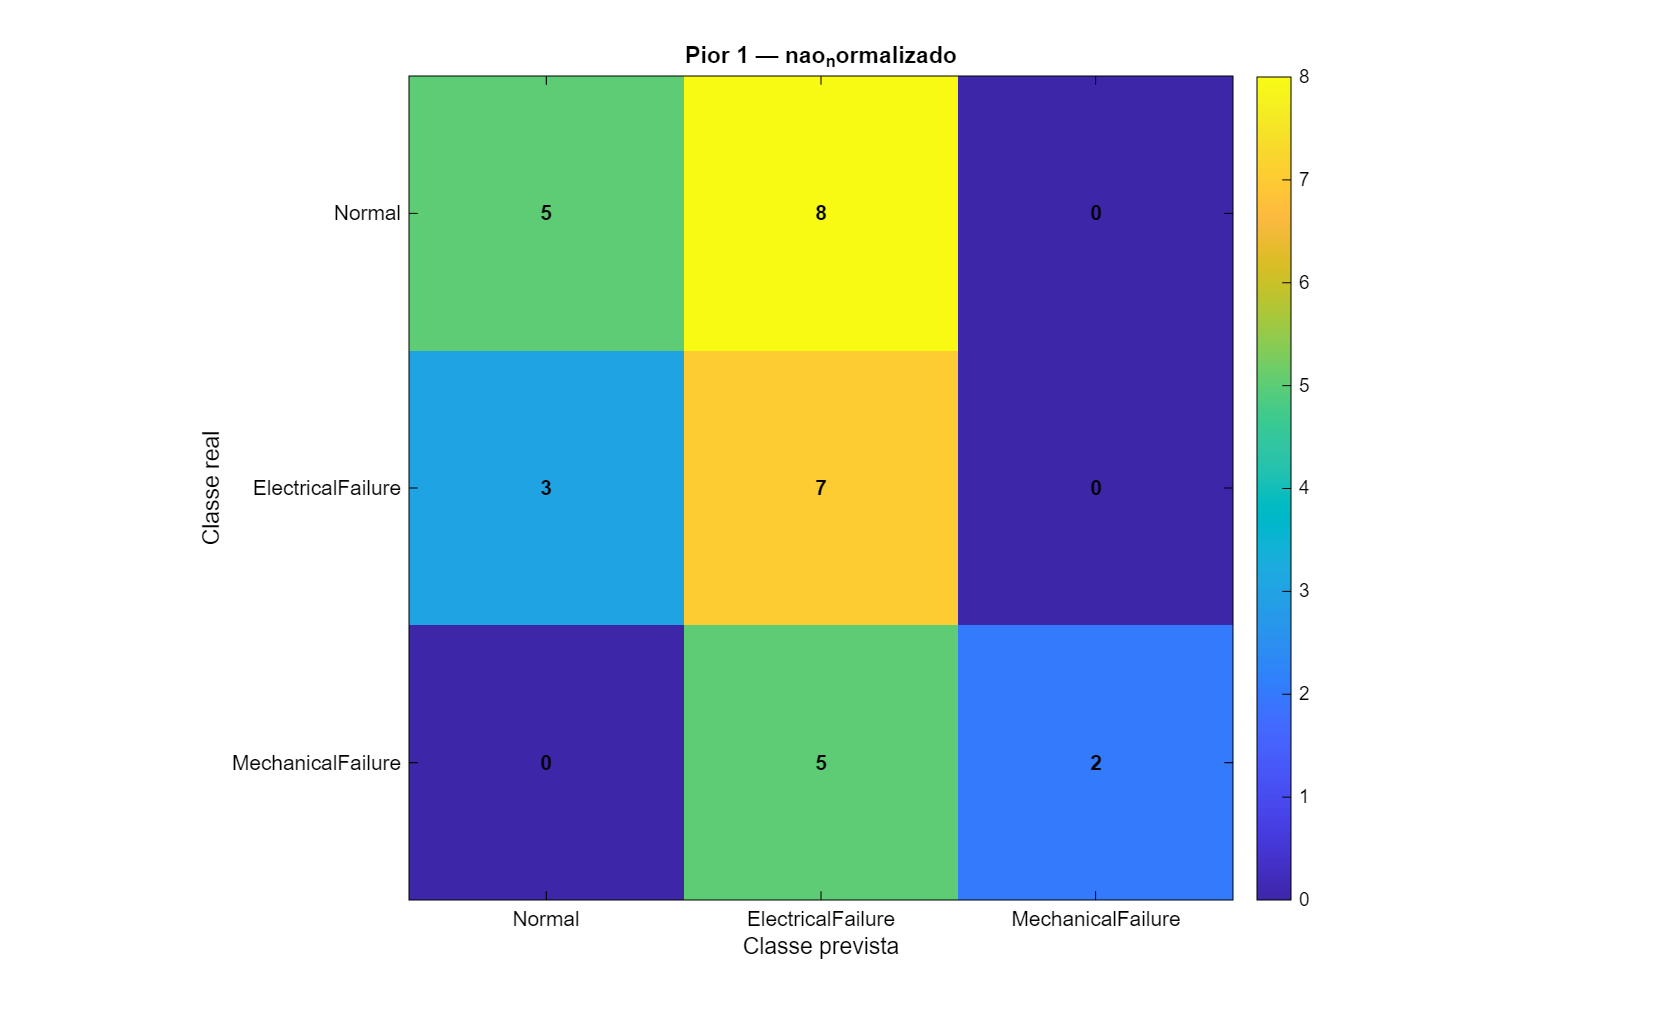 Pior 1 — nao_normalizado
8
7
6
5
4
3
2
1
0
Normal
ElectricalFailure
MechanicalFailure
Classe real
5 8 0
3 7 0
0 5 2
Normal ElectricalFailure MechanicalFailure
Classe prevista